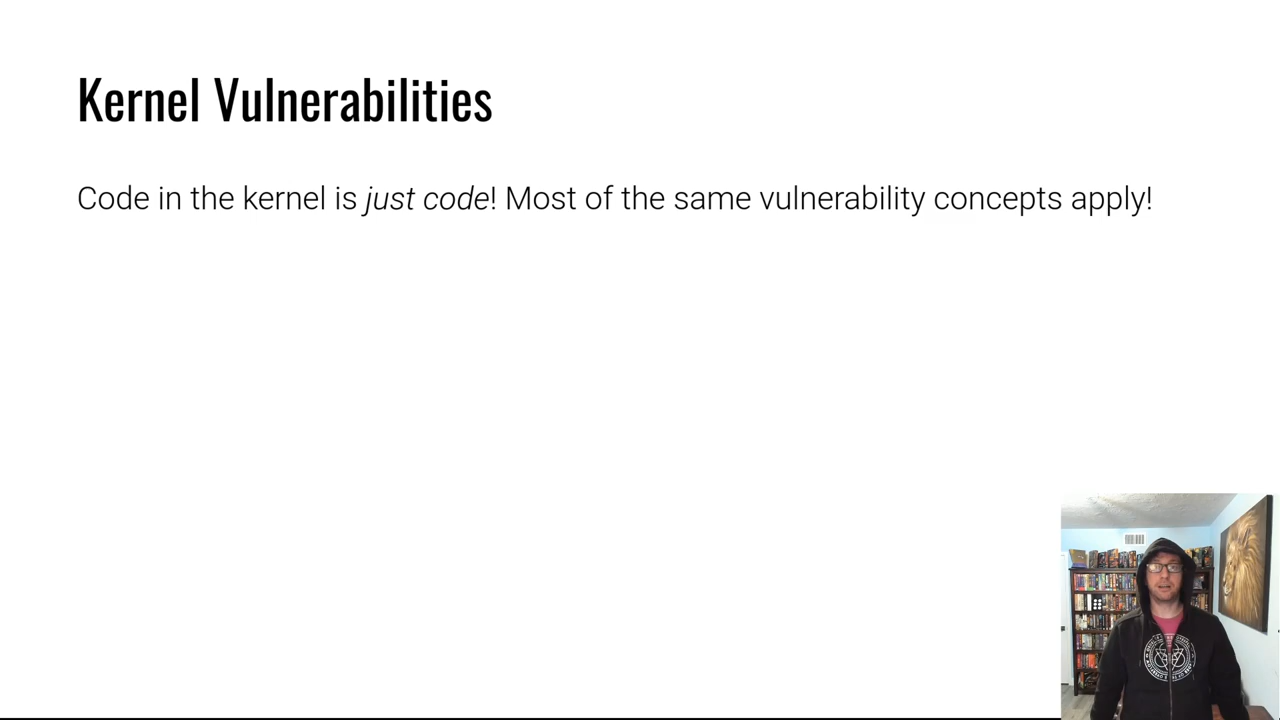 Kernel Vulnerabilities
Code in the kernel is just code! Most of the same vulnerability concepts apply!